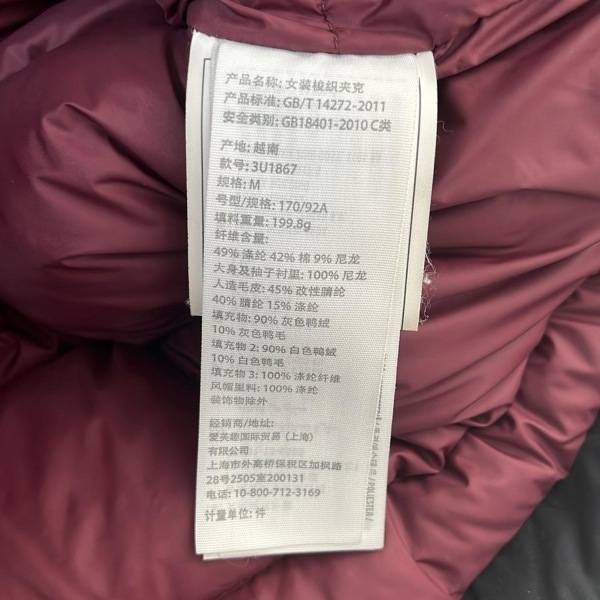 产品名称: 女装梭织夹克
产品标准: GB/T 14272-2011
安全类别: GB18401-2010 C类
产地: 越南
款号: 3U1867
规格: M
号型/规格: 170/92A
填料重量: 199.8g
纤维含量:
49% 涤纶 42% 棉 9% 尼龙
大身及袖子衬里: 100% 尼龙
人造毛皮: 45% 改性腈纶
40% 腈纶 15% 涤纶
填充物: 90% 灰色鸭绒
10% 灰色鸭毛
填充物 2: 90% 白色鸭绒
10% 白色鸭毛
填充物 3: 100% 涤纶纤维
风帽里料: 100% 涤纶
装饰物除外
经销商/地址:
爱芙趣国际贸易 (上海)
有限公司
上海市外高桥保税区加枫路
28号2505室200131
电话: 10-800-712-3169
计量单位: 件
/ POLIESTER /